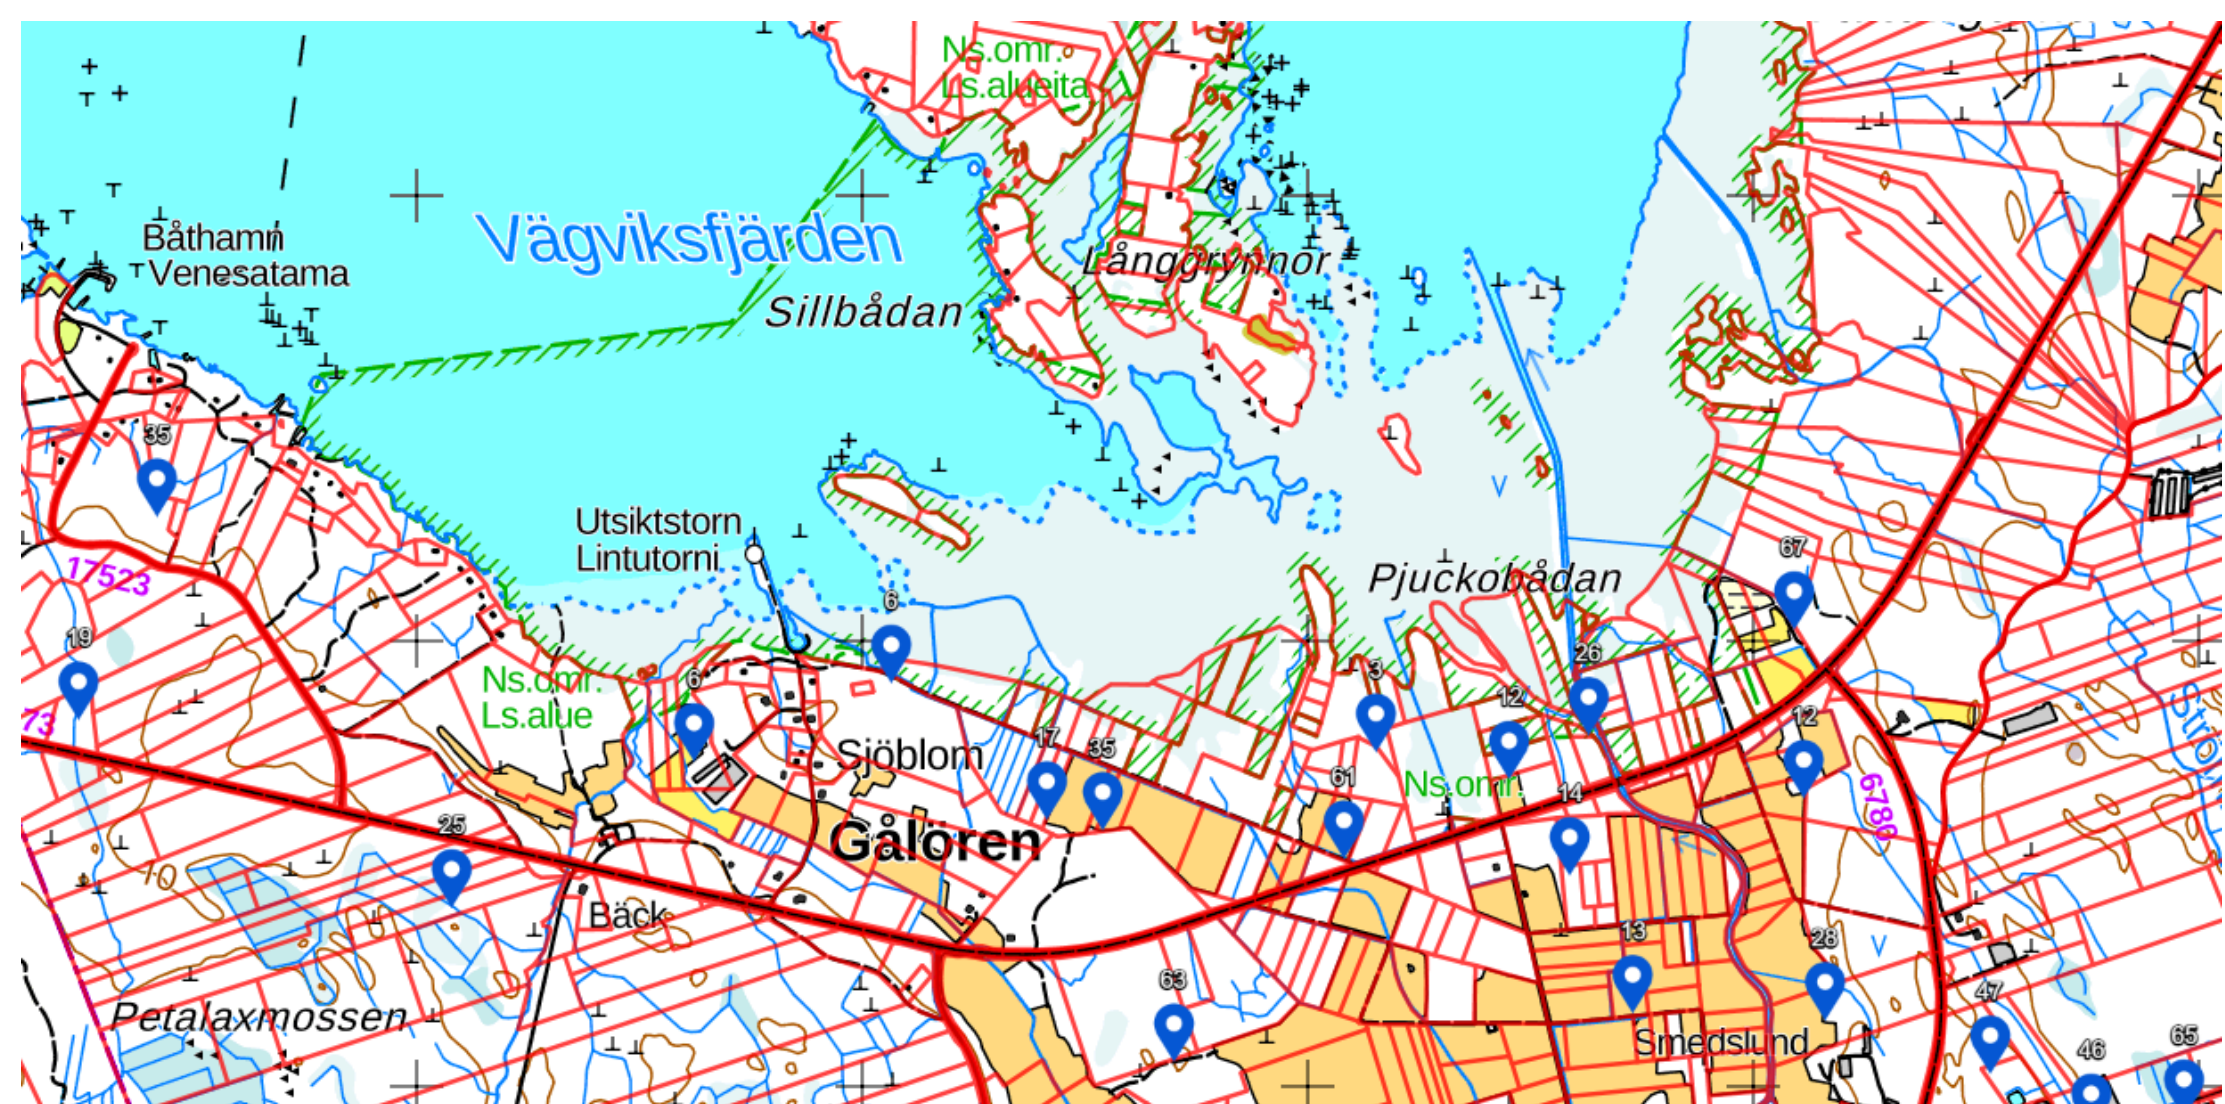 Ns.omr.
Ls.alueita
Båthamn
Venesatama
Vägviksfjärden
Långgrynnor
Sillbådan
35
Utsiktstorn
Lintutorni
17523
Pjuckobådan
67
6
19
26
3
12
Ns.omr.
Ls.alue
6
73
12
17
35
Sjöblom
61
Ns.omr.
14
6780
25
Gålören
10
Bäck
13
28
Petalaxmossen
63
47
Smedslund
46
65